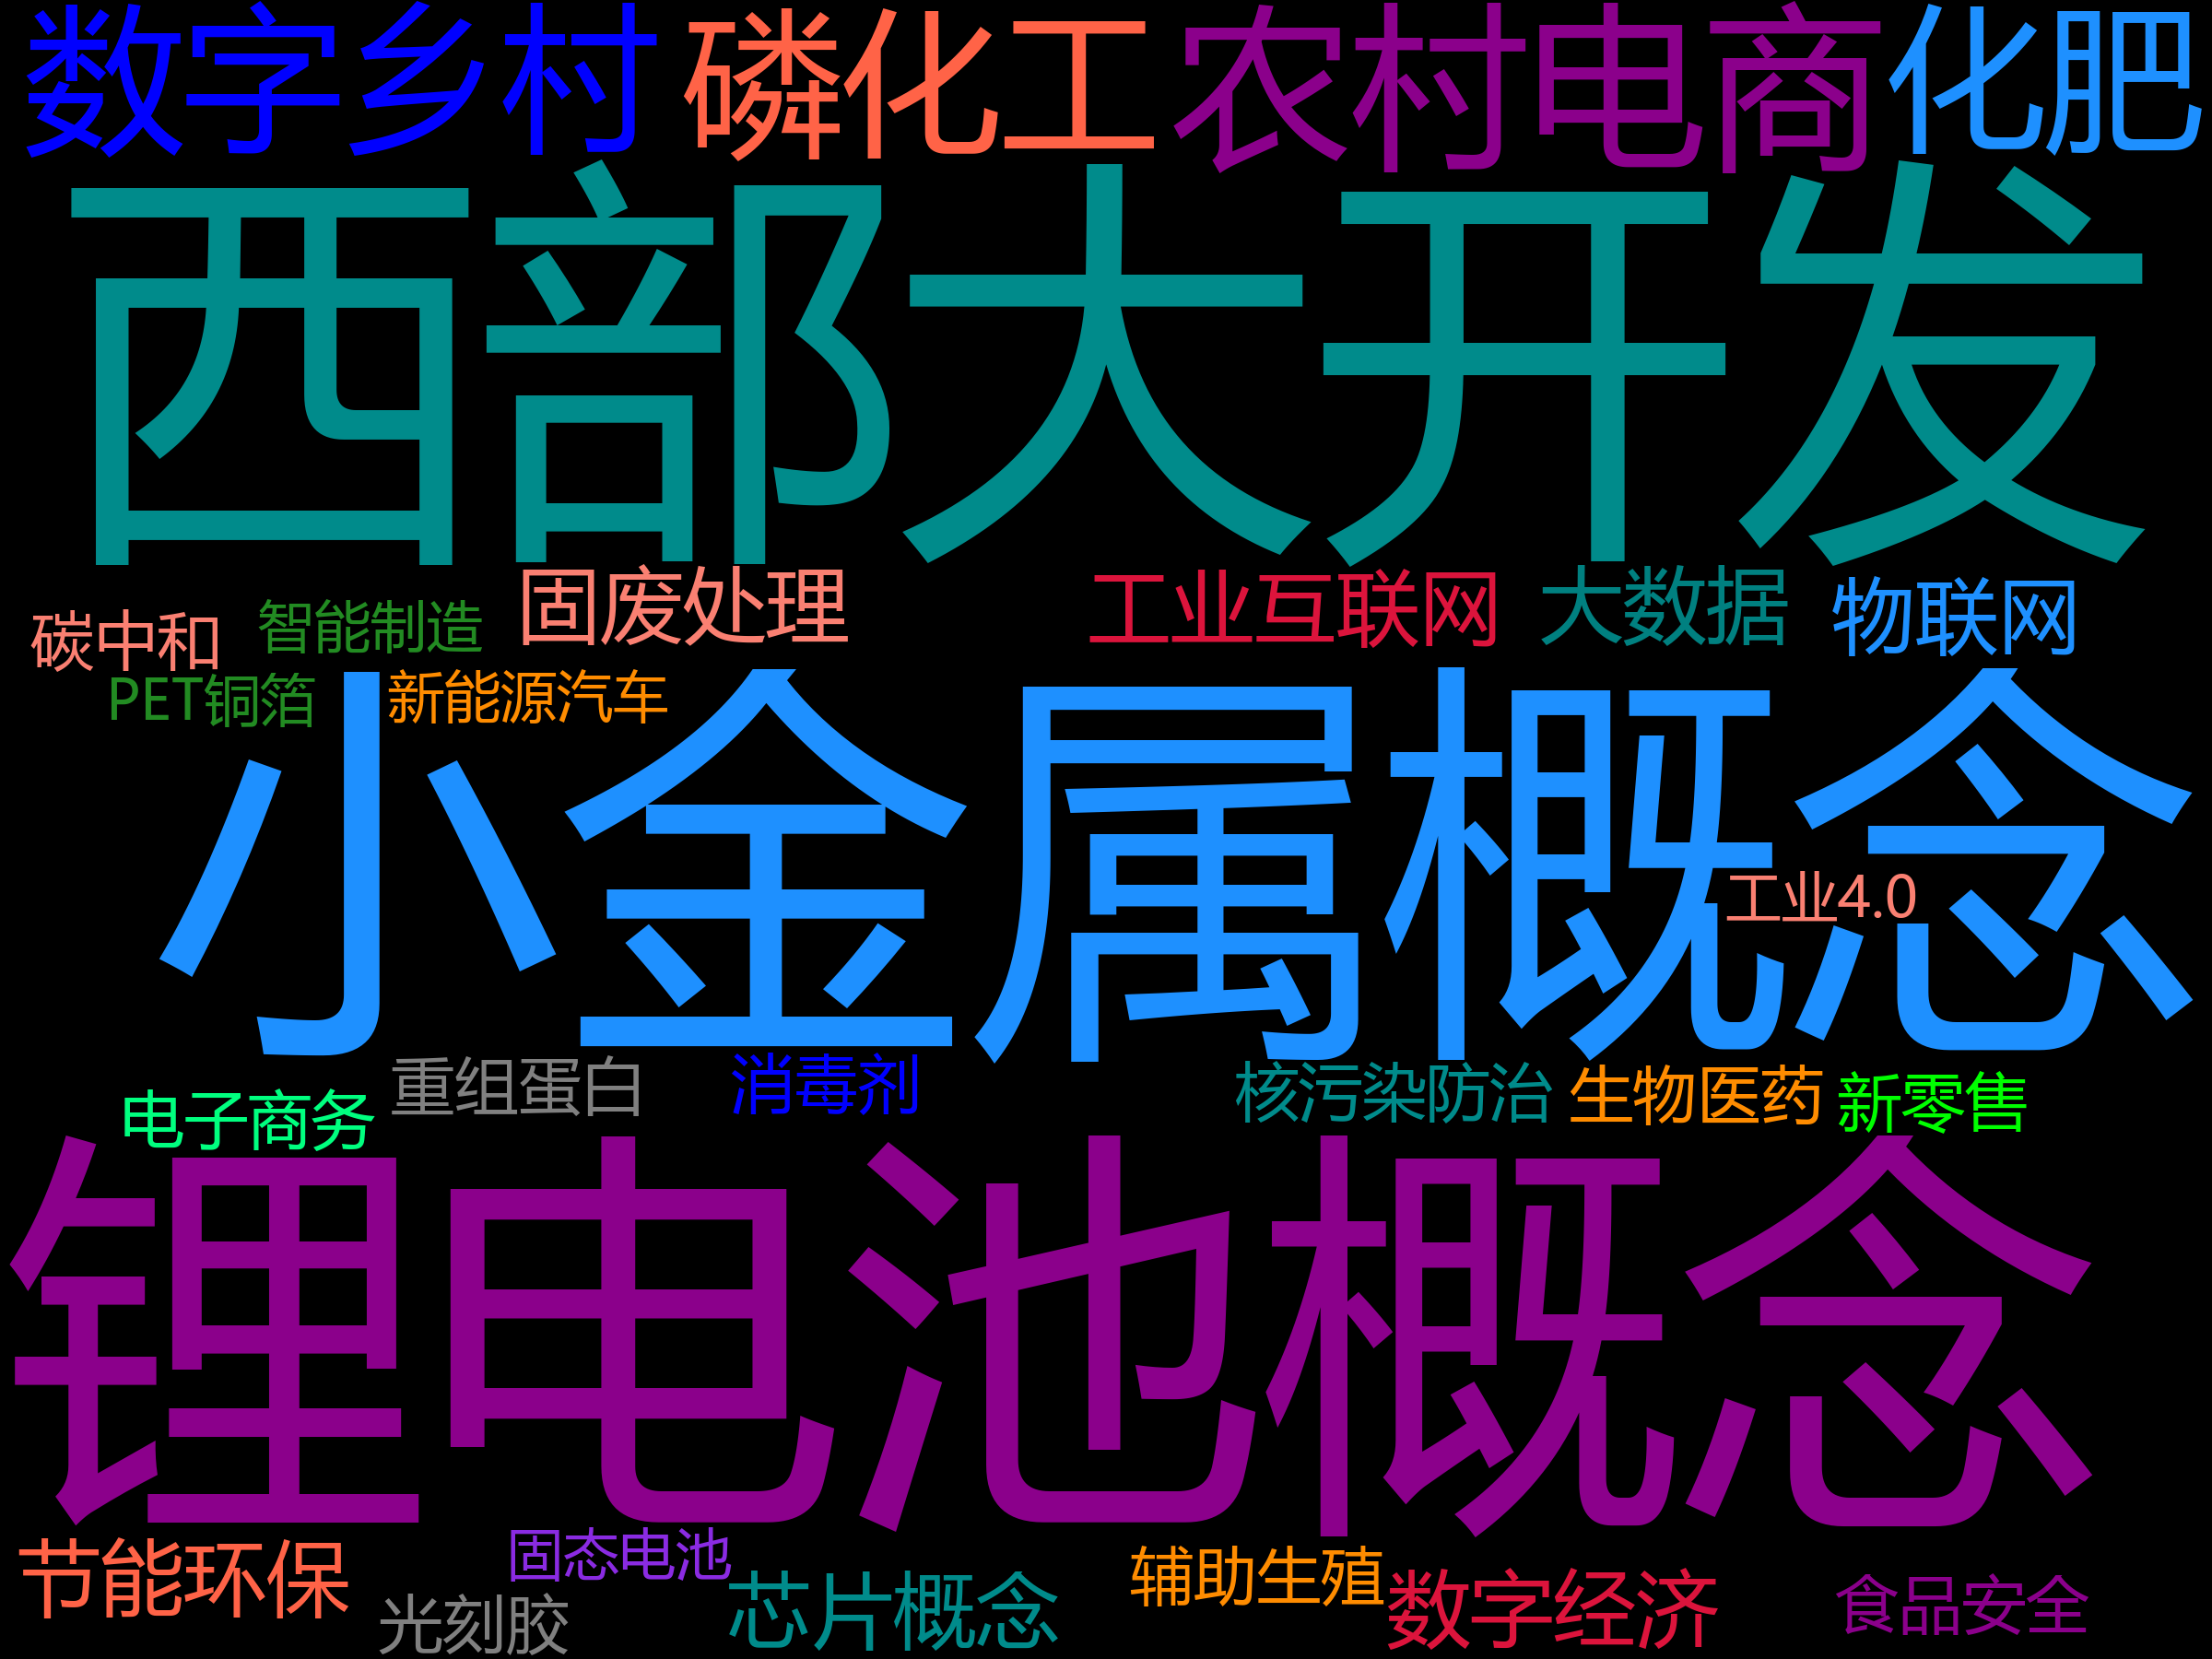 数字乡村 磷化工 农村电商 化肥
西部大开发
碳中和 智能制造 固废处理 工业互联网 大数据 物联网
PET铜箔 新能源汽车
小金属概念
工业4.0
电子商务 重组蛋白 消毒剂 核污染防治 生物医药 新零售
锂电池概念
节能环保 固态电池 辅助生殖
光刻胶 芯片概念 数字经济 食品安全